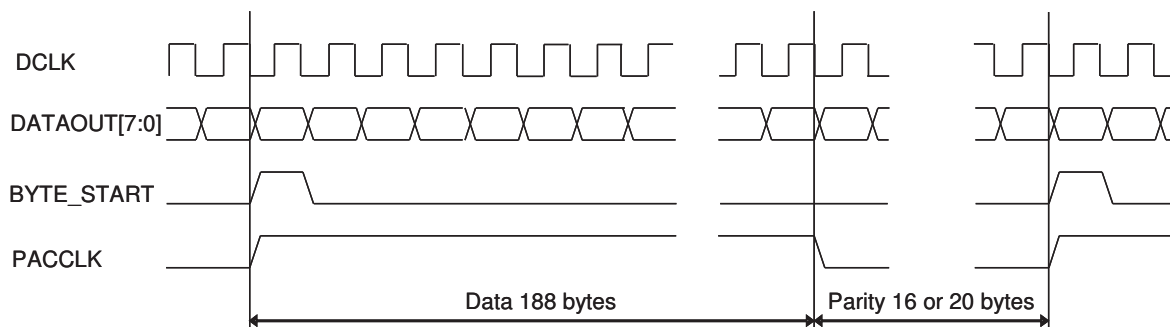 DCLK
DATAOUT[7:0]
BYTE_START
PACCLK
Data 188 bytes
Parity 16 or 20 bytes